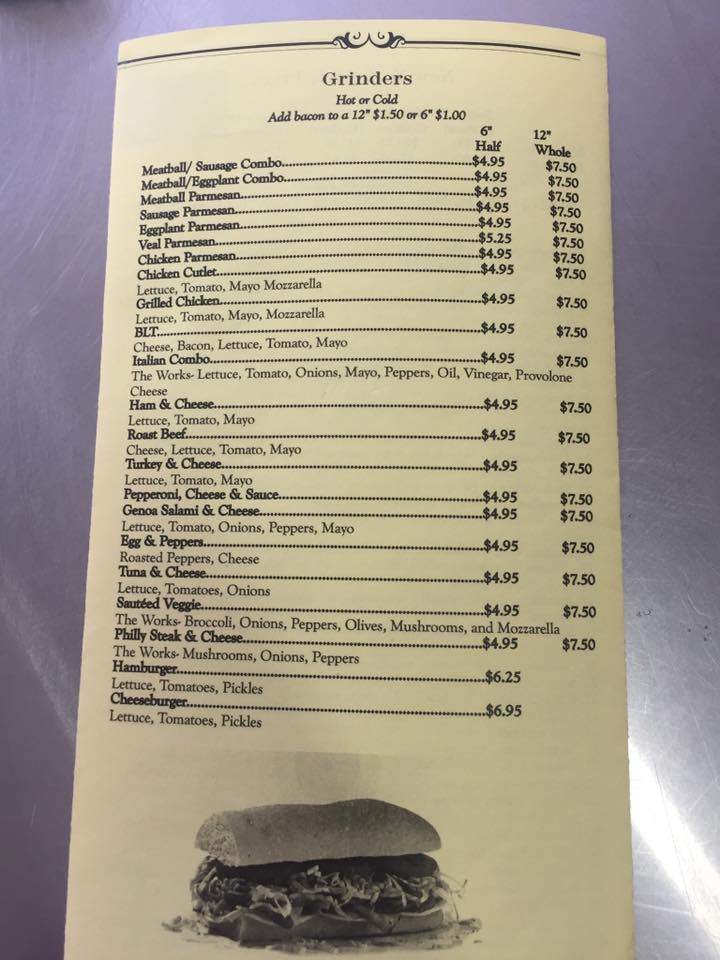 Grinders
Hot or Cold
Add bacon to a 12" $1.50 or 6" $1.00
6" 12"
Half Whole
Meatball/ Sausage Combo $4.95 $7.50
Meatball/Eggplant Combo $4.95 $7.50
Meatball Parmesan $4.95 $7.50
Sausage Parmesan $4.95 $7.50
Eggplant Parmesan $4.95 $7.50
Veal Parmesan $5.25 $7.50
Chicken Parmesan $4.95 $7.50
Chicken Cutlet $4.95 $7.50
Lettuce, Tomato, Mayo Mozzarella
Grilled Chicken $4.95 $7.50
Lettuce, Tomato, Mayo, Mozzarella
BLT $4.95 $7.50
Cheese, Bacon, Lettuce, Tomato, Mayo
Italian Combo $4.95 $7.50
The Works- Lettuce, Tomato, Onions, Mayo, Peppers, Oil, Vinegar, Provolone
Cheese
Ham & Cheese $4.95 $7.50
Lettuce, Tomato, Mayo
Roast Beef $4.95 $7.50
Cheese, Lettuce, Tomato, Mayo
Turkey & Cheese $4.95 $7.50
Lettuce, Tomato, Mayo
Pepperoni, Cheese & Sauce $4.95 $7.50
Genoa Salami & Cheese $4.95 $7.50
Lettuce, Tomato, Onions, Peppers, Mayo
Egg & Peppers $4.95 $7.50
Roasted Peppers, Cheese
Tuna & Cheese $4.95 $7.50
Lettuce, Tomatoes, Onions
Sautéed Veggie $4.95 $7.50
The Works- Broccoli, Onions, Peppers, Olives, Mushrooms, and Mozzarella
Philly Steak & Cheese $4.95 $7.50
The Works- Mushrooms, Onions, Peppers
Hamburger $6.25
Lettuce, Tomatoes, Pickles
Cheeseburger $6.95
Lettuce, Tomatoes, Pickles